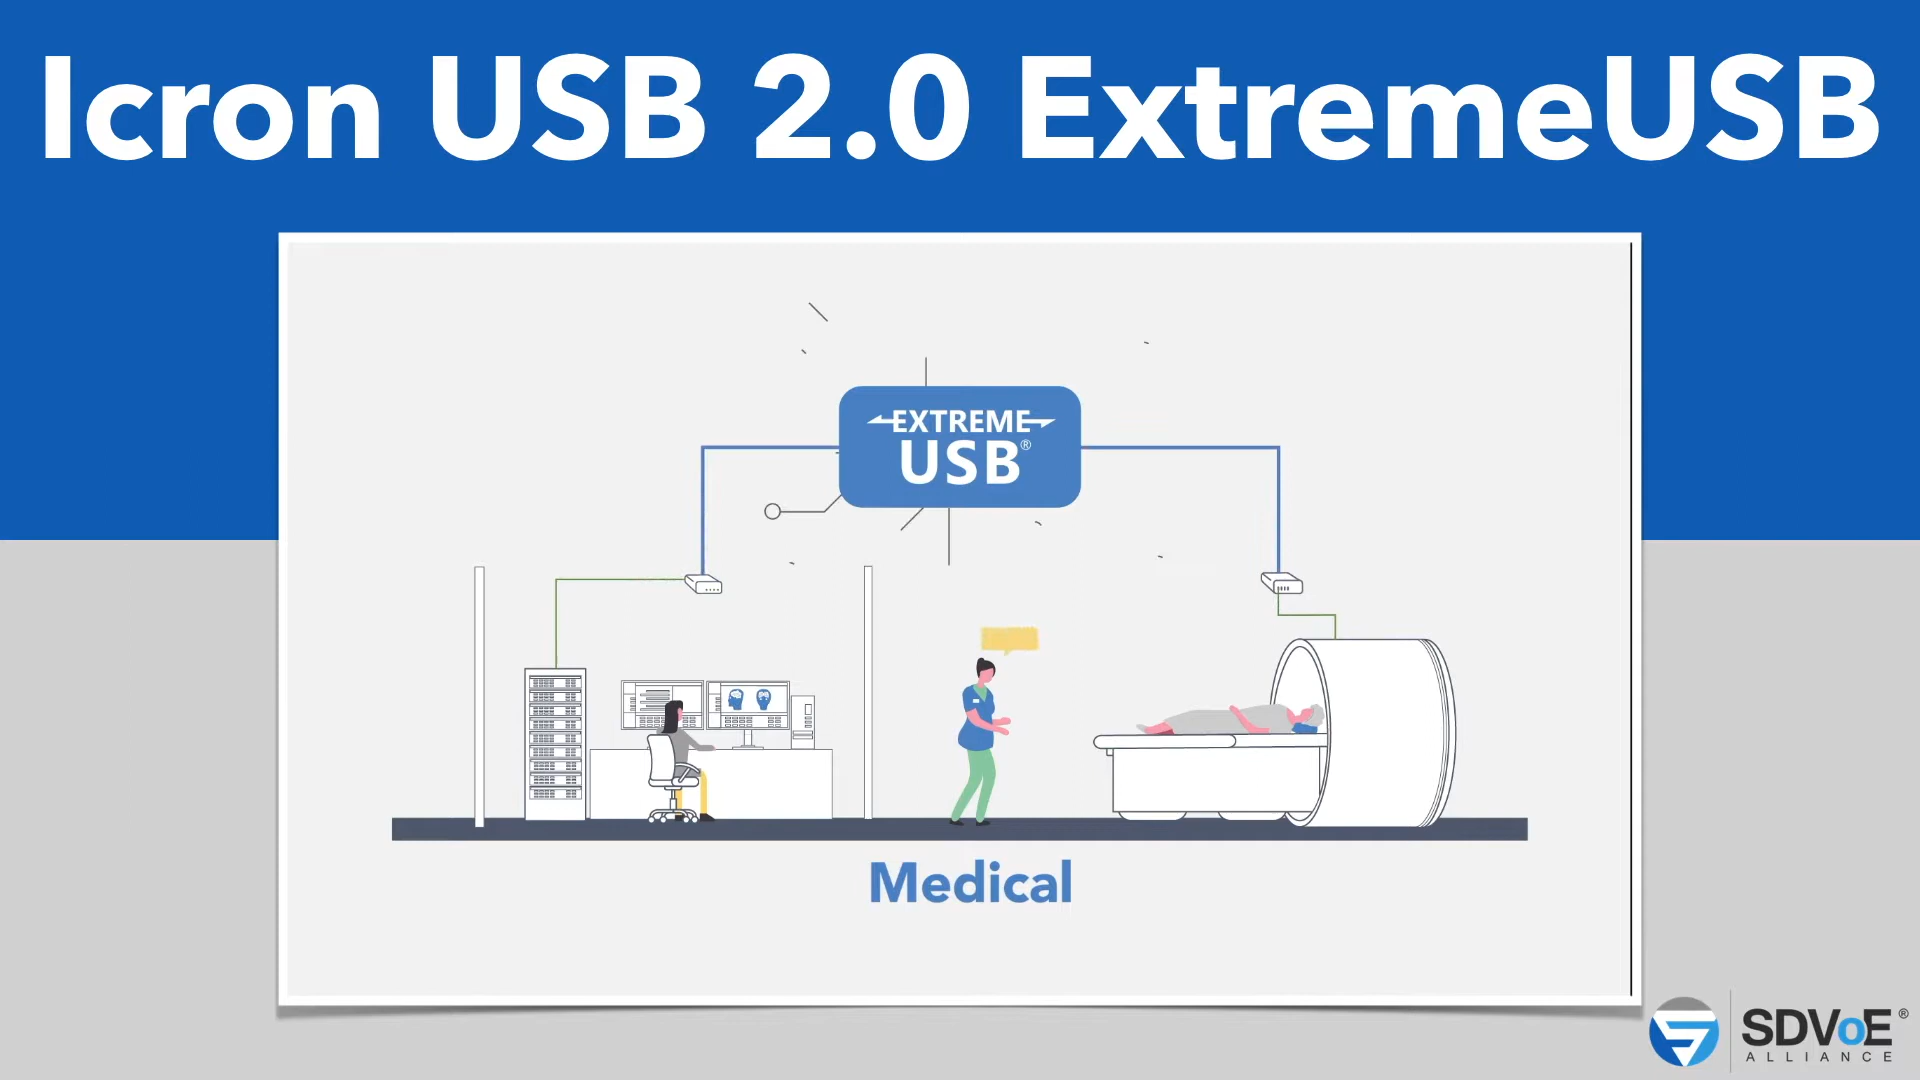 Icron USB 2.0 ExtremeUSB
EXTREME
USB®
Medical
SDVoE®
ALLIANCE